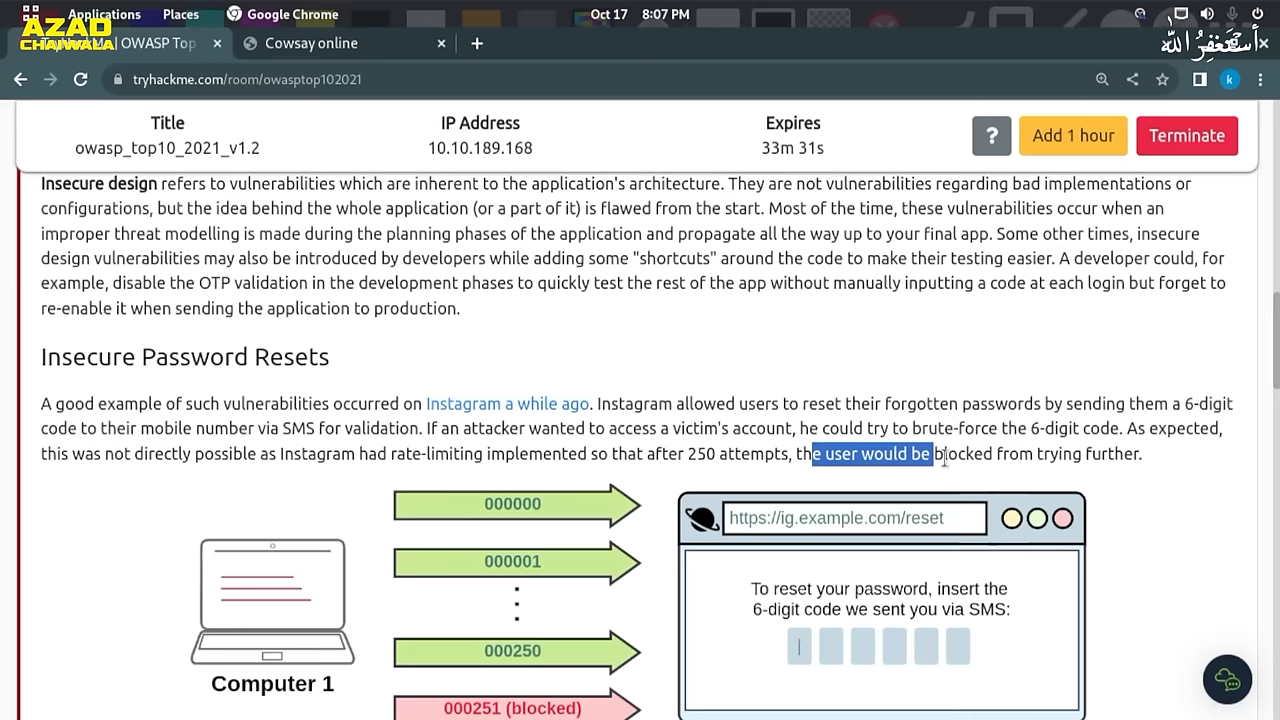 Applications Places Google Chrome Oct 17 8:07 PM
AZAD
CHAIWALA
أستغفر الله
OWASP Top × Cowsay online × +
tryhackme.com/room/owasptop102021 k
Title IP Address Expires
owasp_top10_2021_v1.2 10.10.189.168 33m 31s ? Add 1 hour Terminate
Insecure design refers to vulnerabilities which are inherent to the application's architecture. They are not vulnerabilities regarding bad implementations or
configurations, but the idea behind the whole application (or a part of it) is flawed from the start. Most of the time, these vulnerabilities occur when an
improper threat modelling is made during the planning phases of the application and propagate all the way up to your final app. Some other times, insecure
design vulnerabilities may also be introduced by developers while adding some "shortcuts" around the code to make their testing easier. A developer could, for
example, disable the OTP validation in the development phases to quickly test the rest of the app without manually inputting a code at each login but forget to
re-enable it when sending the application to production.
Insecure Password Resets
A good example of such vulnerabilities occurred on Instagram a while ago. Instagram allowed users to reset their forgotten passwords by sending them a 6-digit
code to their mobile number via SMS for validation. If an attacker wanted to access a victim's account, he could try to brute-force the 6-digit code. As expected,
this was not directly possible as Instagram had rate-limiting implemented so that after 250 attempts, the user would be blocked from trying further.
000000
https://ig.example.com/reset
000001
To reset your password, insert the
6-digit code we sent you via SMS:
000250
Computer 1
000251 (blocked)